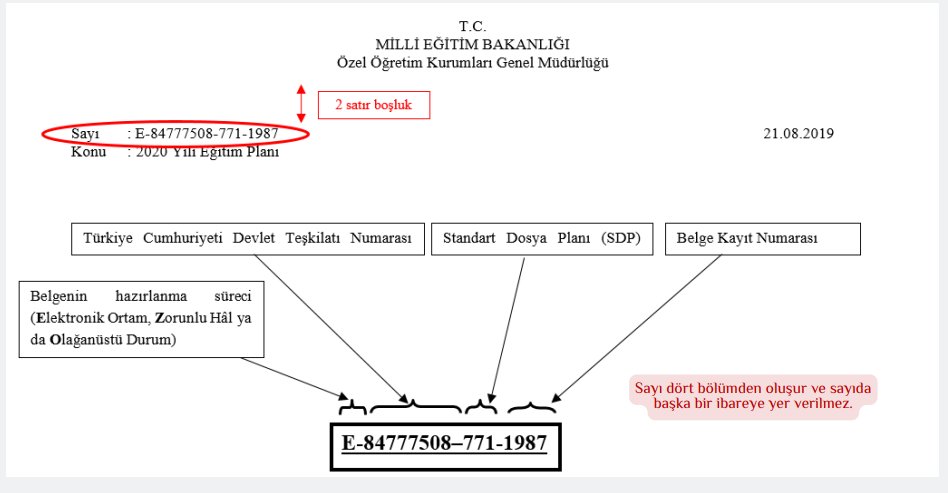 T.C.
MİLLÎ EĞİTİM BAKANLIĞI
Özel Öğretim Kurumları Genel Müdürlüğü
2 satır boşluk
Sayı : E-84777508-771-1987 21.08.2019
Konu : 2020 Yılı Eğitim Planı
Türkiye Cumhuriyeti Devlet Teşkilatı Numarası
Standart Dosya Planı (SDP)
Belge Kayıt Numarası
Belgenin hazırlanma süreci
(Elektronik Ortam, Zorunlu Hâl ya
da Olağanüstü Durum)
Sayı dört bölümden oluşur ve sayıda
başka bir ibareye yer verilmez.
E-84777508–771-1987